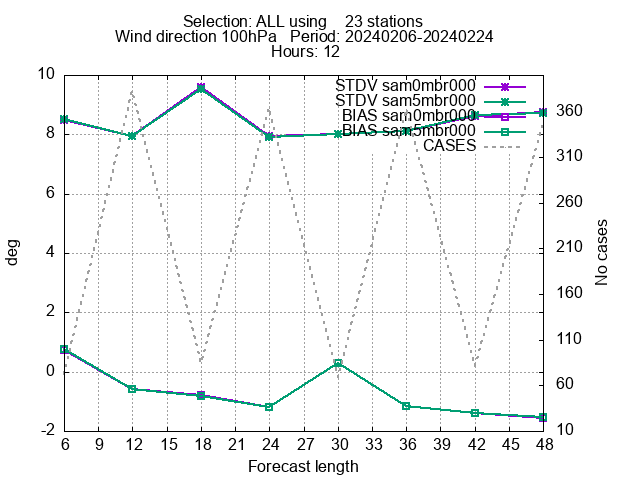 Selection: ALL using 23 stations
Wind direction 100hPa Period: 20240206-20240224
Hours: 12
STDV sam0mbr000
STDV sam5mbr000
BIAS sam0mbr000
BIAS sam5mbr000
CASES
10
8
6
4
2
0
-2
deg
360
310
260
210
160
110
60
10
No cases
6 9 12 15 18 21 24 27 30 33 36 39 42 45 48
Forecast length